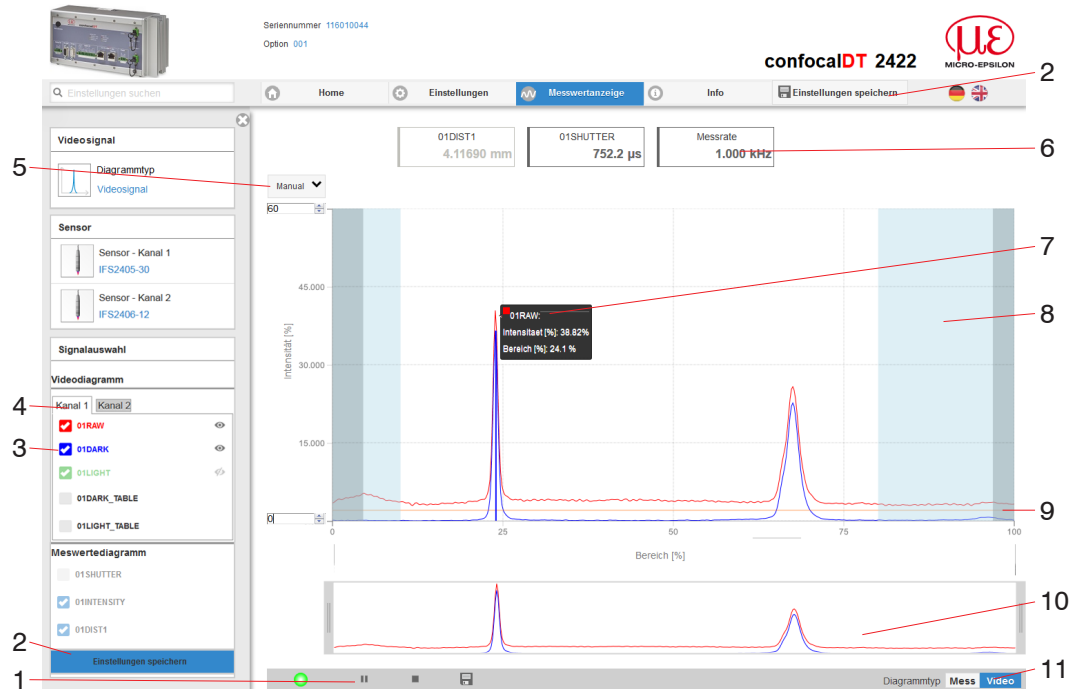 Seriennummer 116010044
Option 001
confocalDT 2422
µε
MICRO-EPSILON
2
Einstellungen suchen
Home
Einstellungen
Messwertanzeige
Info
Einstellungen speichern
Videosignal
Diagrammtyp
Videosignal
5
01DIST1
4.11690 mm
01SHUTTER
752.2 µs
Messrate
1.000 kHz
6
Manual
60
Sensor
Sensor - Kanal 1
IFS2405-30
Sensor - Kanal 2
IFS2406-12
7
8
45.000
30.000
15.000
0
Intensität [%]
01RAW:
Intensitaet [%]: 38.82%
Bereich [%]: 24.1 %
Signalauswahl
Videodiagramm
4
Kanal 1 Kanal 2
01RAW
3
01DARK
01LIGHT
01DARK_TABLE
01LIGHT_TABLE
9
0 25 50 75 100
Bereich [%]
Meswertediagramm
01SHUTTER
01INTENSITY
01DIST1
10
2
Einstellungen speichern
1
Diagrammtyp Mess Video
11